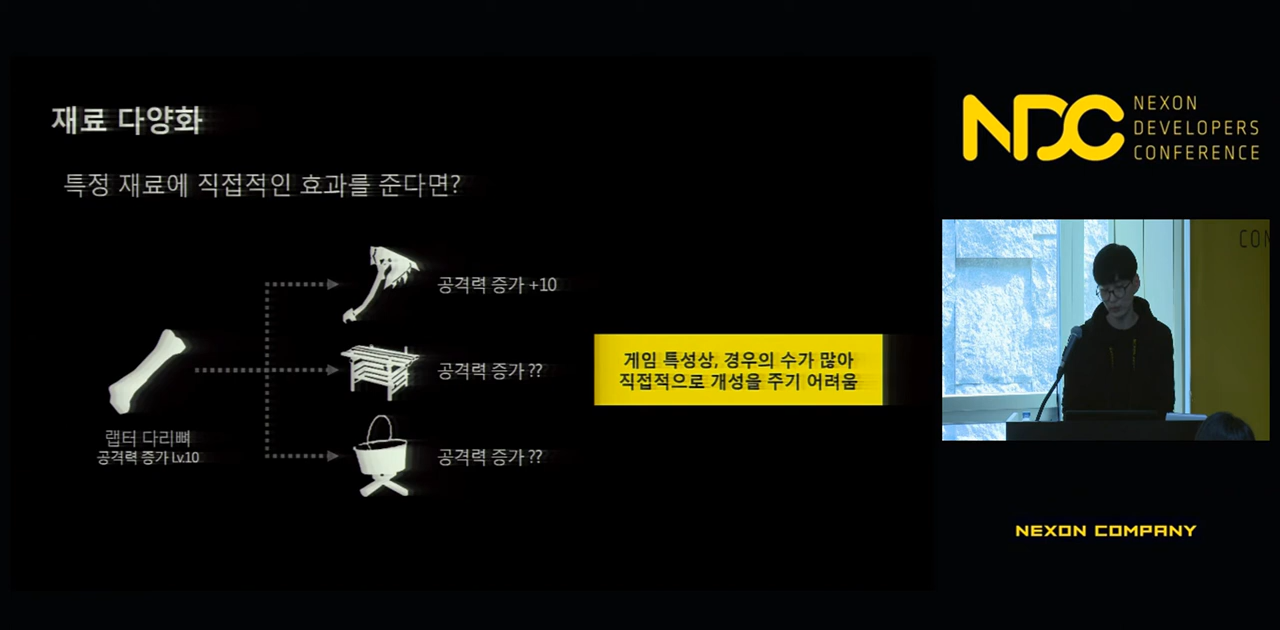 재료 다양화
특정 재료에 직접적인 효과를 준다면?
공격력 증가 +10
랩터 다리뼈
공격력 증가 Lv.10
공격력 증가 ??
공격력 증가 ??
게임 특성상, 경우의 수가 많아
직접적으로 개성을 주기 어려움
NDC
NEXON
DEVELOPERS
CONFERENCE
CON
NEXON COMPANY